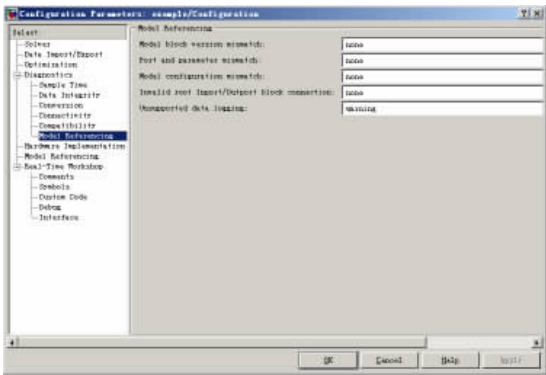 Configuration Parameters: example/Configuration
Select:
Solver
Data Import/Export
Optimization
Diagnostics
Sample Time
Data Integrity
Conversion
Connectivity
Compatibility
Model Referencing
Hardware Implementation
Model Referencing
Real-Time Workshop
Comments
Symbols
Custom Code
Debug
Interface
Model Referencing
Model block version mismatch: none
Port and parameter mismatch: none
Model configuration mismatch: none
Invalid root Inport/Outport block connection: none
Unsupported data logging: warning
OK
Cancel
Help
Apply